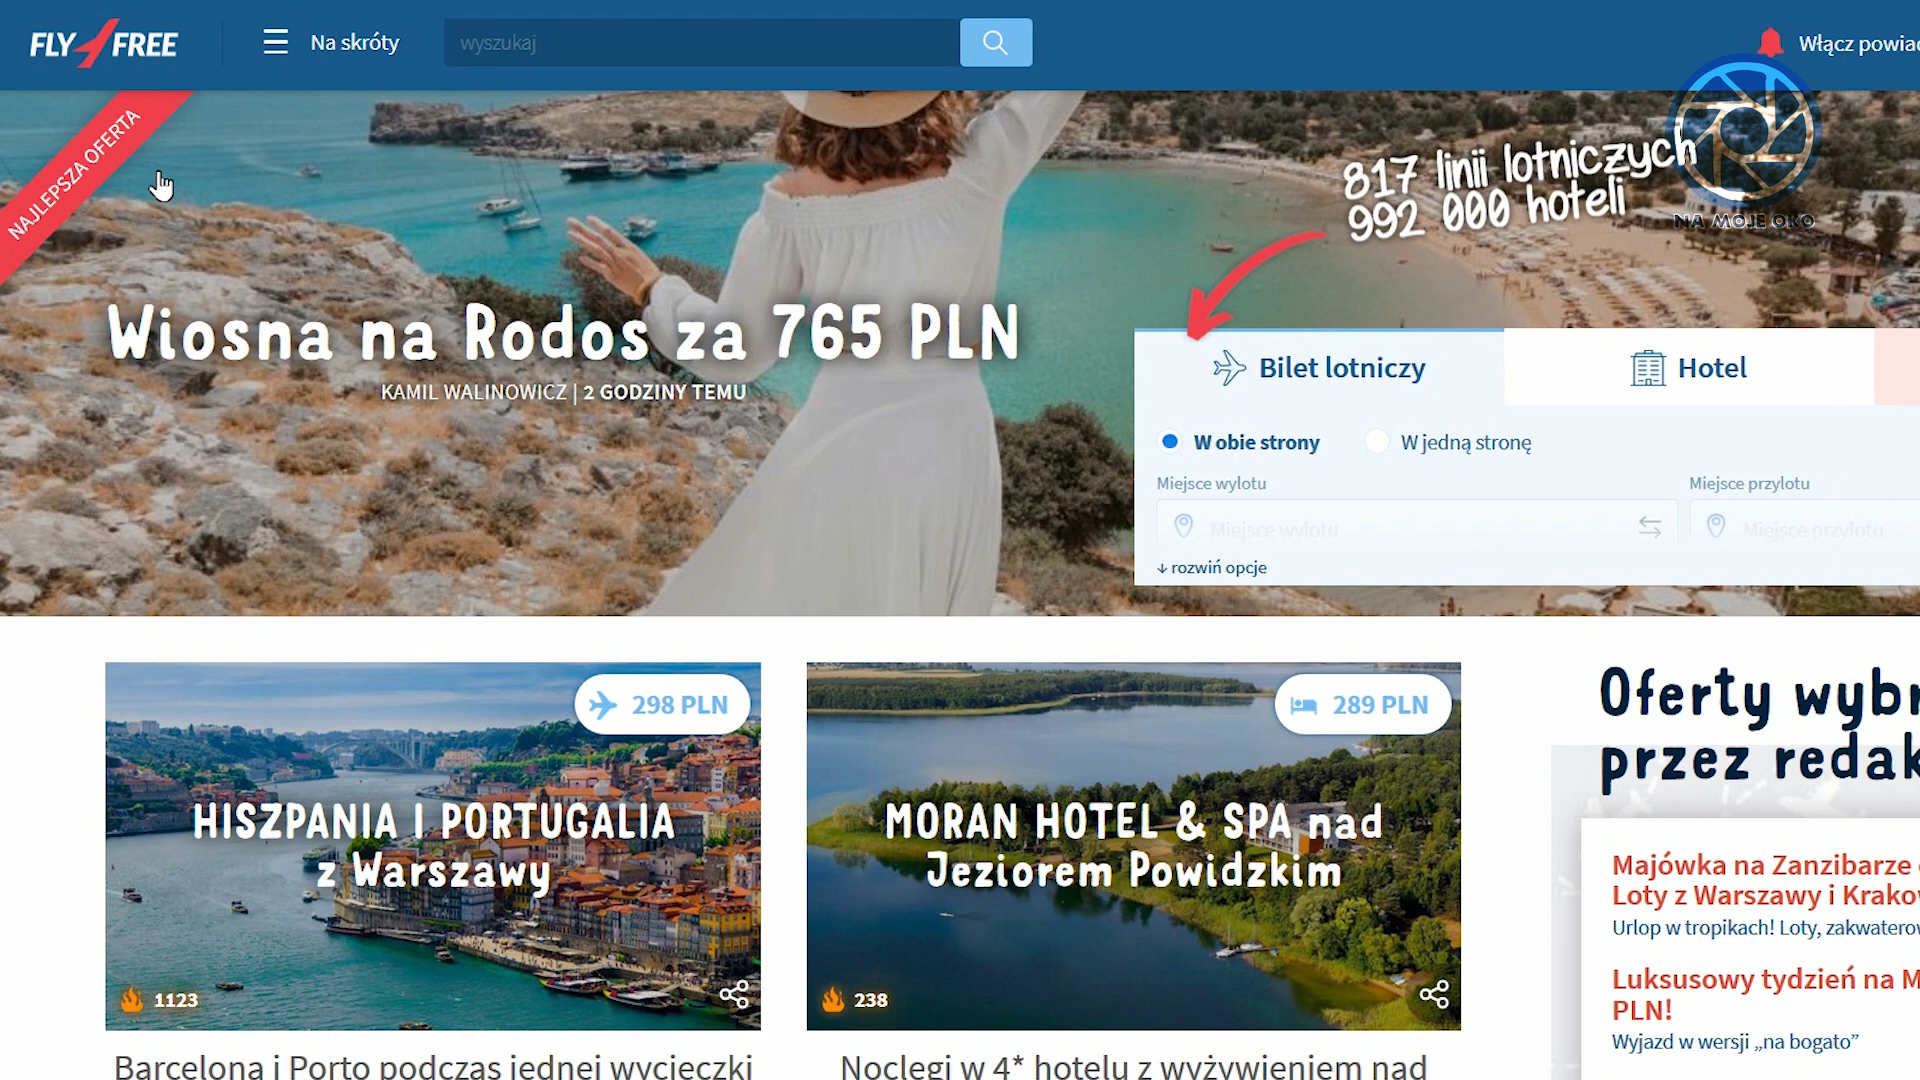 FLY4FREE
Na skróty
wyszukaj
Włącz powiad
NAJLEPSZA OFERTA
817 linii lotniczych
992 000 hoteli
NA MOJE OKO
Wiosna na Rodos za 765 PLN
KAMIL WALINOWICZ | 2 GODZINY TEMU
Bilet lotniczy
Hotel
W obie strony
W jedną stronę
Miejsce wylotu
Miejsce przylotu
Miejsce wylotu
Miejsce przylotu
rozwiń opcje
298 PLN
HISZPANIA I PORTUGALIA
z Warszawy
1123
Barcelona i Porto podczas jednej wycieczki
289 PLN
MORAN HOTEL & SPA nad
Jeziorem Powidzkim
238
Noclegi w 4* hotelu z wyżywieniem nad
Oferty wybr
przez redak
Majówka na Zanzibarze
Loty z Warszawy i Krako
Urlop w tropikach! Loty, zakwaterow
Luksusowy tydzień na M
PLN!
Wyjazd w wersji „na bogato”